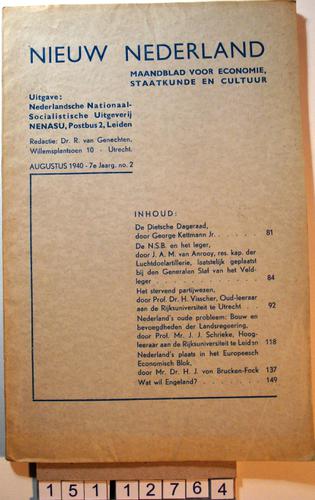 NIEUW NEDERLAND
MAANDBLAD VOOR ECONOMIE,
STAATKUNDE EN CULTUUR
Uitgave:
Nederlandsche Nationaal-
Socialistische Uitgeverij
NENASU, Postbus 2, Leiden
Redactie: Dr. R. van Genechten,
Willemsplantsoen 10 - Utrecht.
AUGUSTUS 1940 - 7e Jaarg. no. 2
INHOUD:
De Dietsche Dageraad,
door George Kettmann Jr. . . . . 81
De N.S.B. en het leger,
door J. A. M. van Anrooy, res. kap. der
Luchtdoelartillerie, laatstelijk geplaatst
bij den Generalen Staf van het Veld-
leger . . . . . . . . . . 84
Het stervend partijwezen,
door Prof. Dr. H. Visscher, Oud-leeraar
aan de Rijksuniversiteit te Utrecht . . 92
Nederland's oude probleem: Bouw en
bevoegdheden der Landsregeering,
door Prof. Mr. J. J. Schrieke, Hoog-
leeraar aan de Rijksuniversiteit te Leiden 118
Nederland's plaats in het Europeesch
Economisch Blok,
door Mr. Dr. H. J. von Brucken-Fock 137
Wat wil Engeland? . . . . . . . 149
15112764